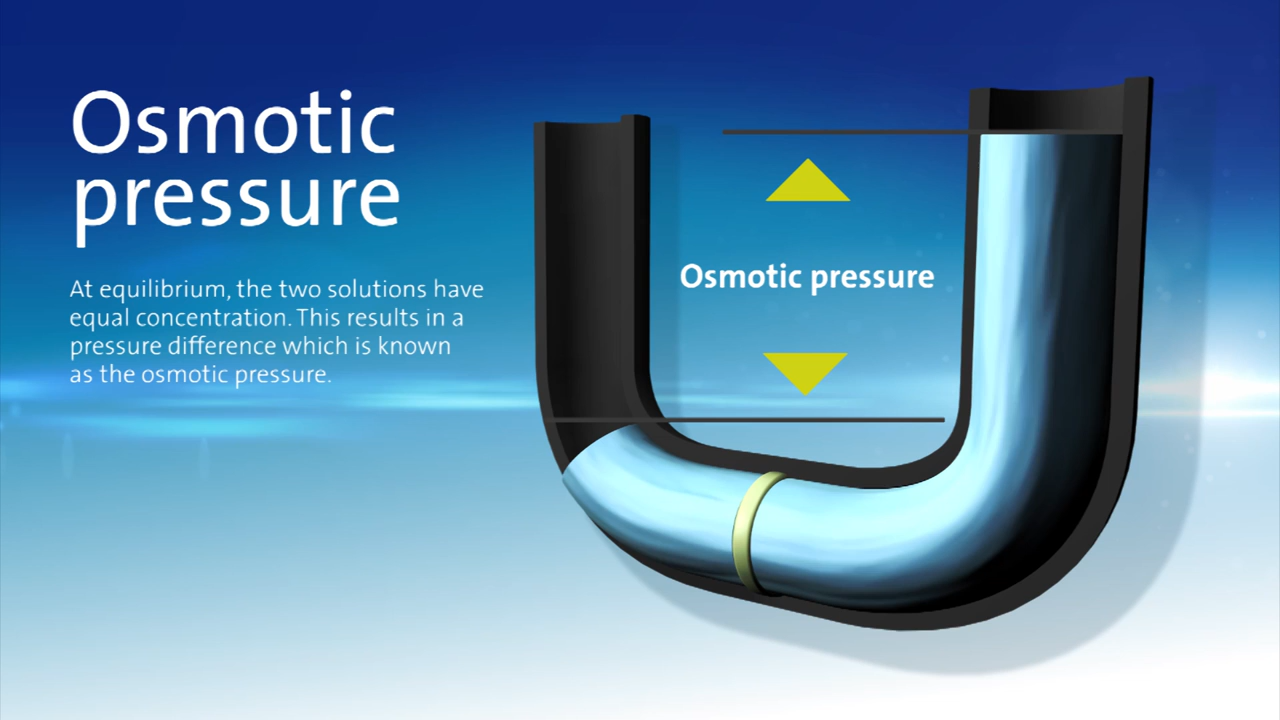 Osmotic
pressure
At equilibrium, the two solutions have
equal concentration. This results in a
pressure difference which is known
as the osmotic pressure.
Osmotic pressure